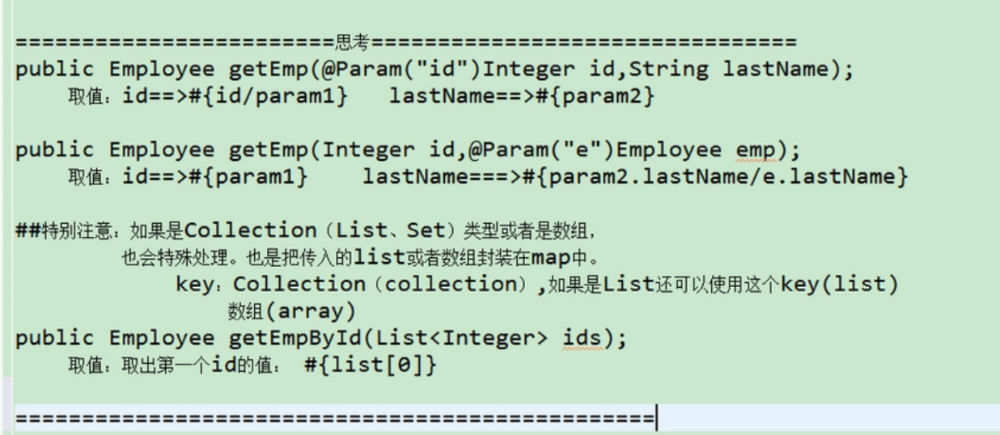 ========================思考================================
public Employee getEmp(@Param("id")Integer id,String lastName);
取值：id==>#{id/param1}   lastName==>#{param2}
public Employee getEmp(Integer id,@Param("e")Employee emp);
取值：id==>#{param1}    lastName===>#{param2.lastName/e.lastName}
##特别注意：如果是Collection（List、Set）类型或者是数组，
也会特殊处理。也是把传入的list或者数组封装在map中。
key：Collection（collection）,如果是List还可以使用这个key(list)
数组(array)
public Employee getEmpById(List<Integer> ids);
取值：取出第一个id的值： #{list[0]}
================================================